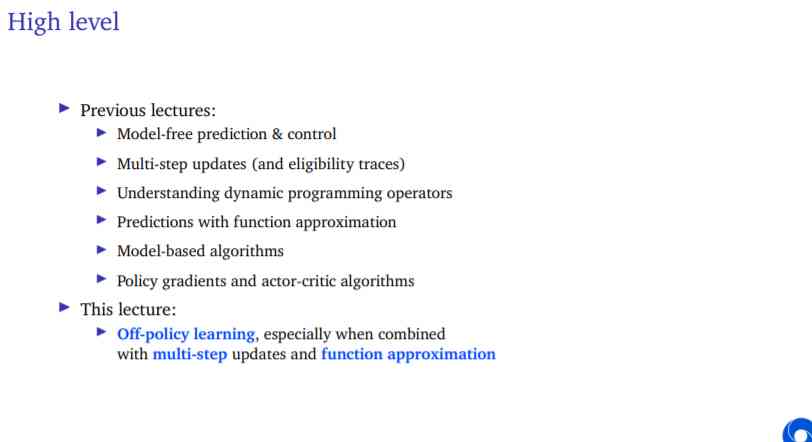 High level
Previous lectures:
Model-free prediction & control
Multi-step updates (and eligibility traces)
Understanding dynamic programming operators
Predictions with function approximation
Model-based algorithms
Policy gradients and actor-critic algorithms
This lecture:
Off-policy learning, especially when combined
with multi-step updates and function approximation